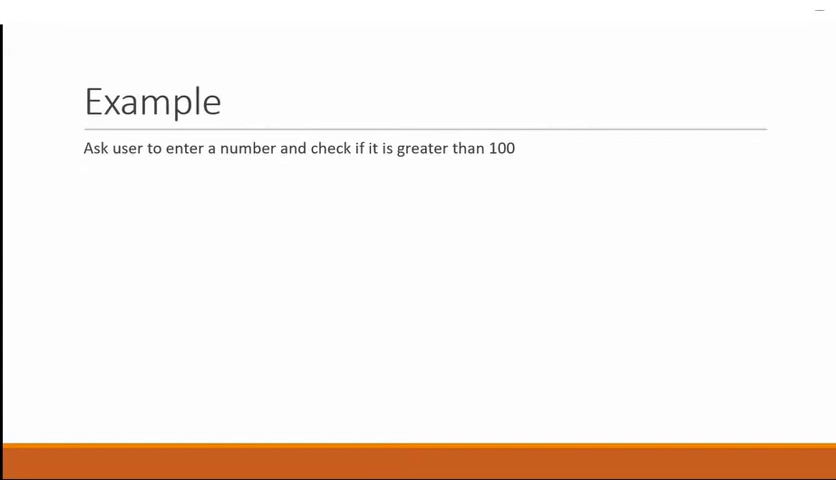 Example
Ask user to enter a number and check if it is greater than 100